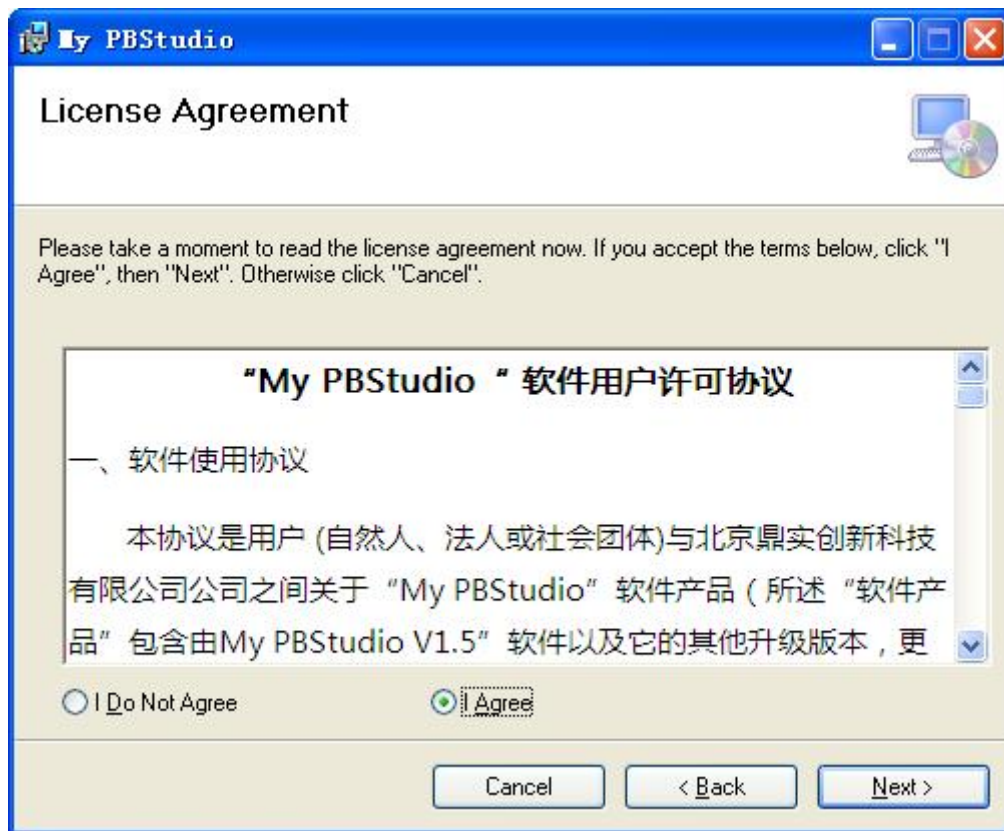 My PBStudio
License Agreement
Please take a moment to read the license agreement now. If you accept the terms below, click "I
Agree", then "Next". Otherwise click "Cancel".
“My PBStudio “ 软件用户许可协议
一、软件使用协议
本协议是用户 (自然人、法人或社会团体)与北京鼎实创新科技
有限公司公司之间关于“My PBStudio”软件产品（所述“软件产
品”包含由My PBStudio V1.5”软件以及它的其他升级版本，更
I Do Not Agree
I Agree
Cancel
< Back
Next >